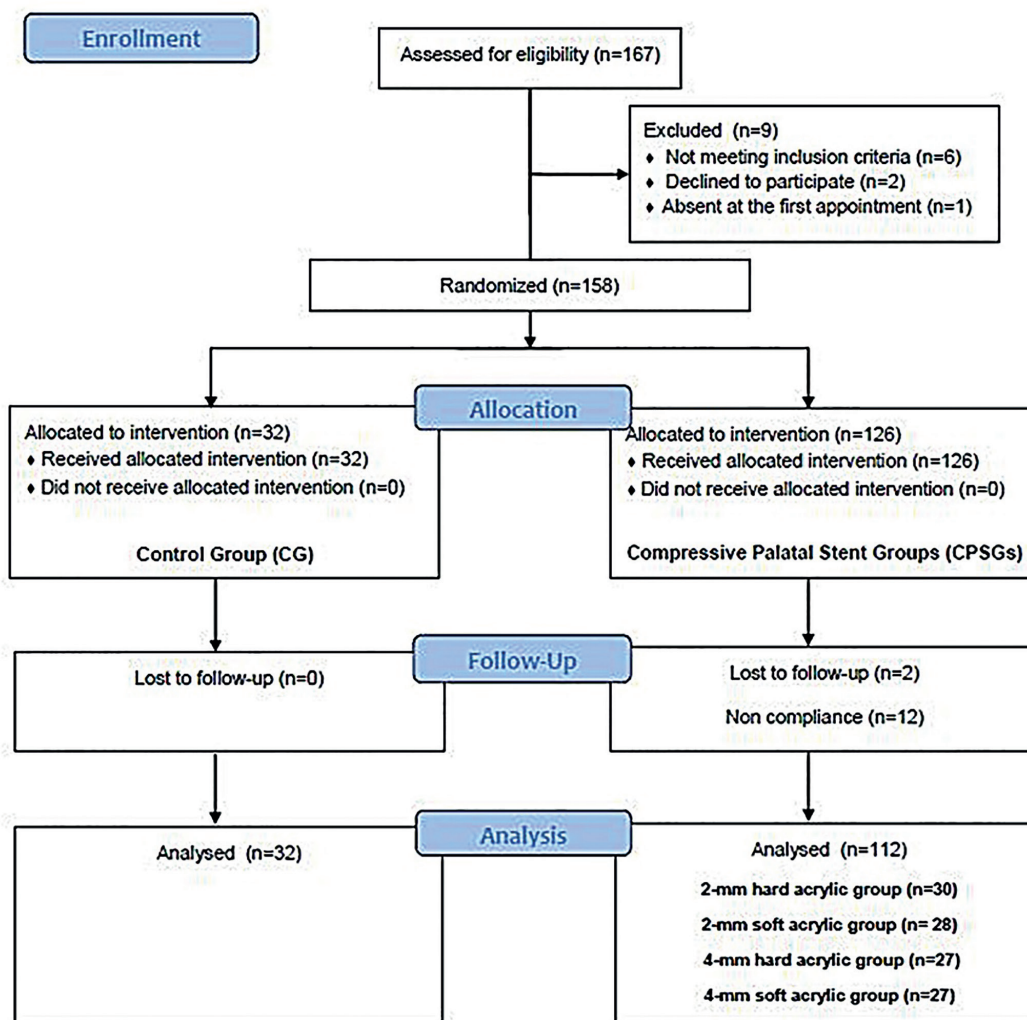 Enrollment
Assessed for eligibility (n=167)
Excluded (n=9)
♦ Not meeting inclusion criteria (n=6)
♦ Declined to participate (n=2)
♦ Absent at the first appointment (n=1)
Randomized (n=158)
Allocation
Allocated to intervention (n=32)
♦ Received allocated intervention (n=32)
♦ Did not receive allocated intervention (n=0)
Control Group (CG)
Allocated to intervention (n=126)
♦ Received allocated intervention (n=126)
♦ Did not receive allocated intervention (n=0)
Compressive Palatal Stent Groups (CPSGs)
Follow-Up
Lost to follow-up (n=0)
Lost to follow-up (n=2)
Non compliance (n=12)
Analysis
Analysed (n=32)
Analysed (n=112)
2-mm hard acrylic group (n=30)
2-mm soft acrylic group (n= 28)
4-mm hard acrylic group (n=27)
4-mm soft acrylic group (n=27)